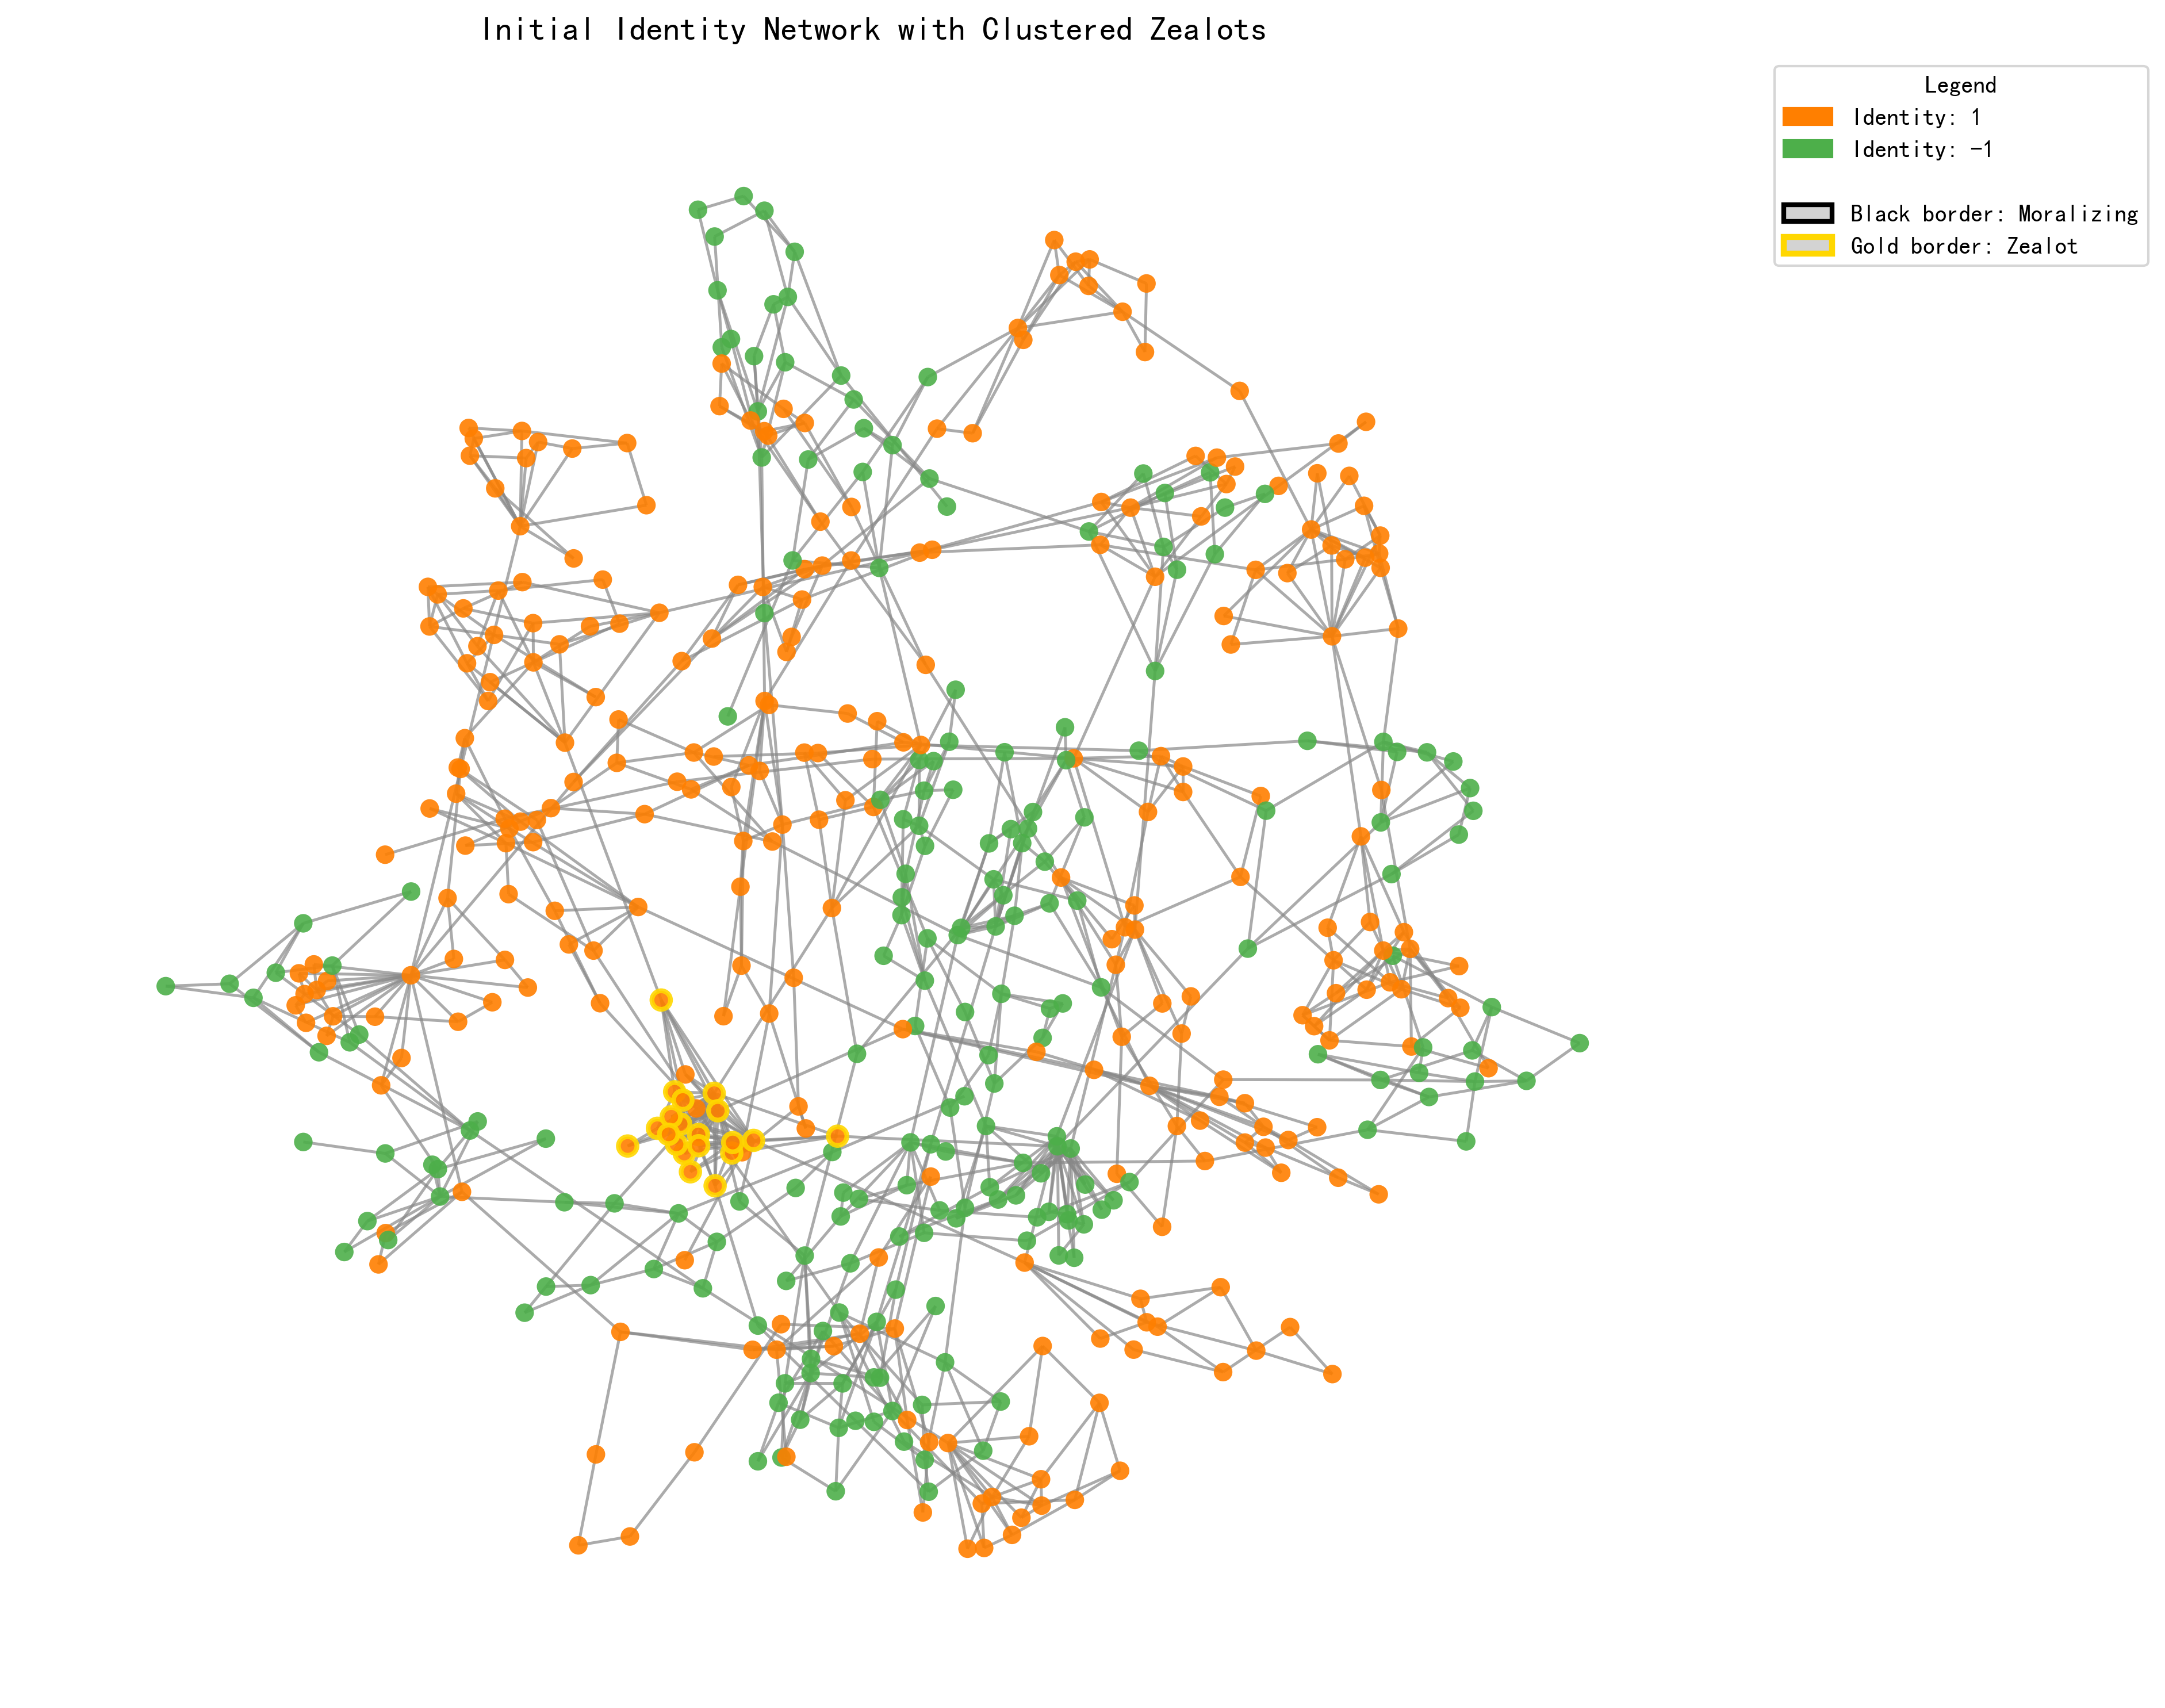 Initial Identity Network with Clustered Zealots
Legend
Identity: 1
Identity: -1
Black border: Moralizing
Gold border: Zealot